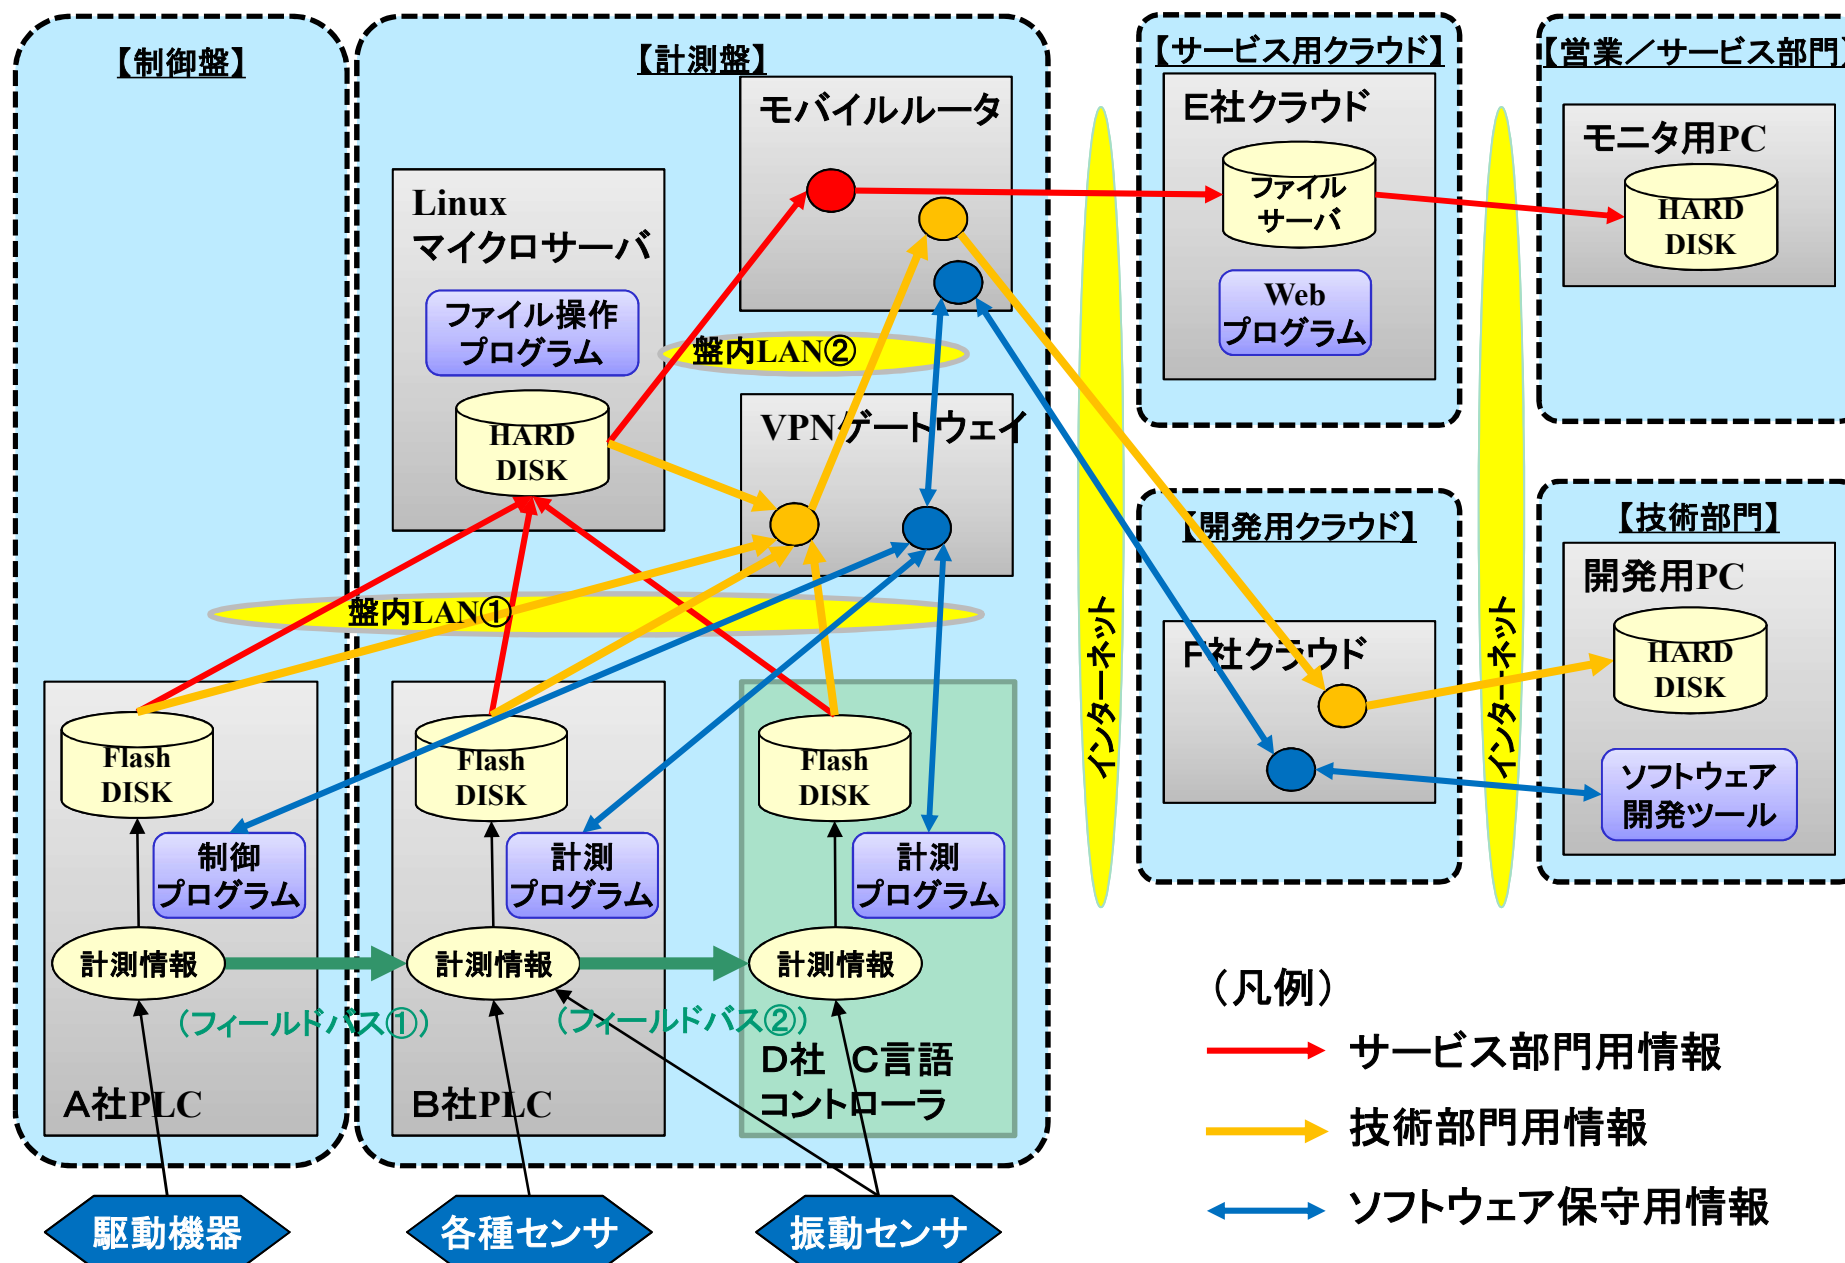 【制御盤】
【計測盤】
【サービス用クラウド】
【営業／サービス部門】
モバイルルータ
E社クラウド
モニタ用PC
ファイル
サーバ
HARD
DISK
Linux
マイクロサーバ
ファイル操作
プログラム
Web
プログラム
盤内LAN②
HARD
DISK
VPNゲートウェイ
【開発用クラウド】
【技術部門】
開発用PC
盤内LAN①
インターネット
インターネット
F社クラウド
HARD
DISK
ソフトウェア
開発ツール
Flash
DISK
Flash
DISK
Flash
DISK
制御
プログラム
計測
プログラム
計測
プログラム
計測情報
計測情報
計測情報
（フィールドバス①）
（フィールドバス②）
A社PLC
B社PLC
D社　C言語
コントローラ
（凡例）
サービス部門用情報
技術部門用情報
ソフトウェア保守用情報
駆動機器
各種センサ
振動センサ